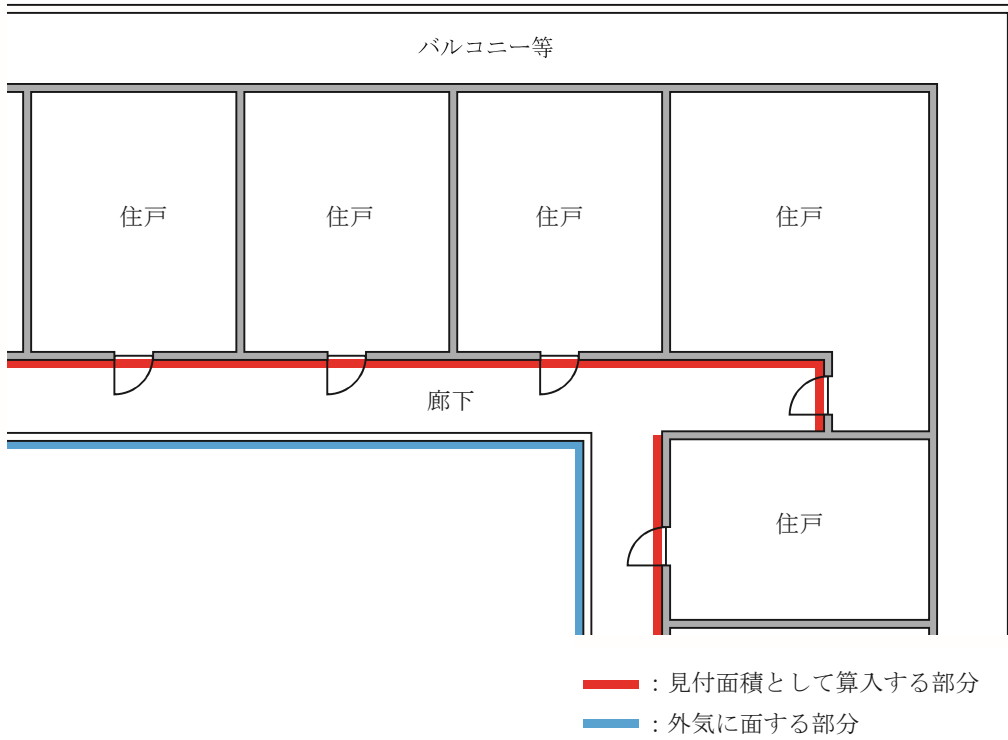 バルコニー等
住戸
住戸
住戸
住戸
廊下
住戸
：見付面積として算入する部分
：外気に面する部分